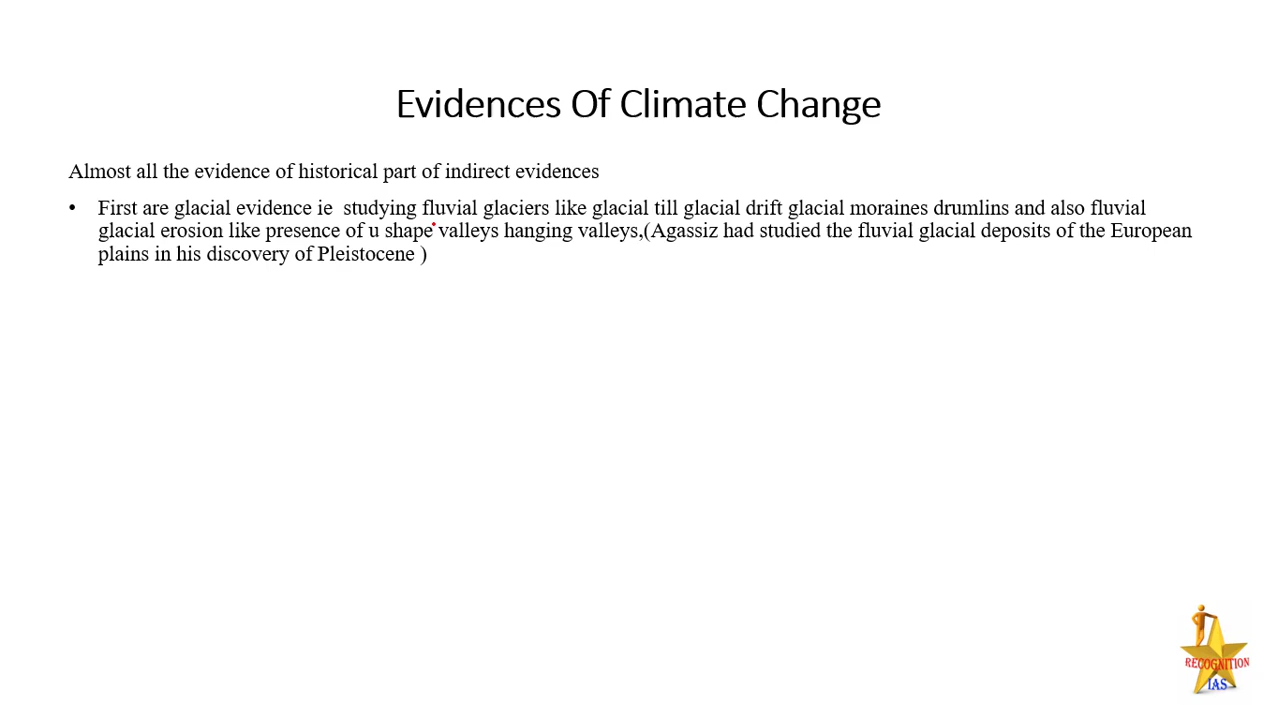 Evidences Of Climate Change
Almost all the evidence of historical part of indirect evidences
• First are glacial evidence ie studying fluvial glaciers like glacial till glacial drift glacial moraines drumlins and also fluvial
glacial erosion like presence of u shape valleys hanging valleys,(Agassiz had studied the fluvial glacial deposits of the European
plains in his discovery of Pleistocene )
RECOGNITION
IAS